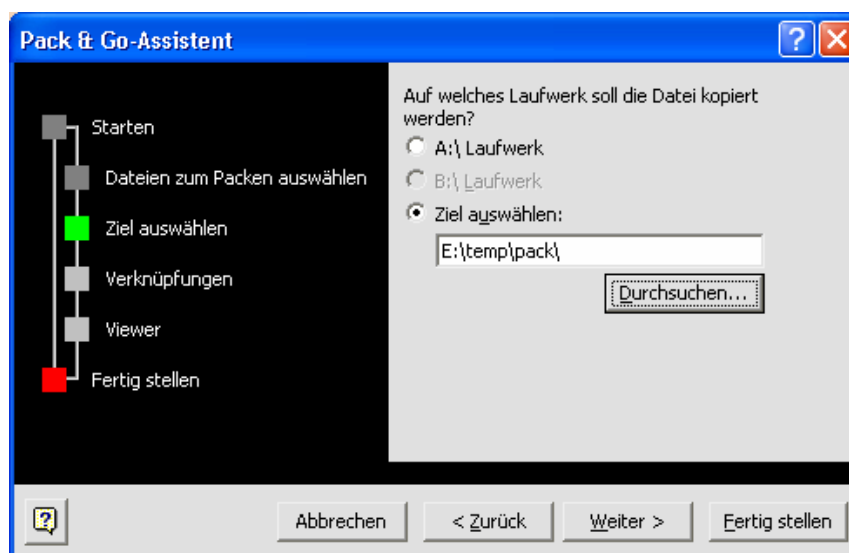 Pack & Go-Assistent
Starten
Dateien zum Packen auswählen
Ziel auswählen
Verknüpfungen
Viewer
Fertig stellen
Auf welches Laufwerk soll die Datei kopiert
werden?
A:\ Laufwerk
B:\ Laufwerk
Ziel auswählen:
E:\temp\pack\
Durchsuchen...
Abbrechen
< Zurück
Weiter >
Fertig stellen